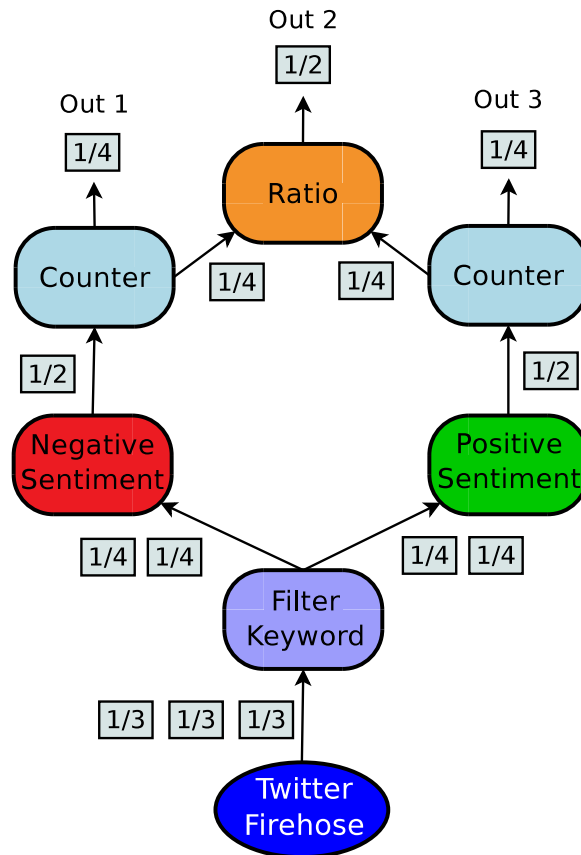 Out 2
1/2
Out 1
Out 3
1/4
1/4
Ratio
Counter
Counter
1/4
1/4
1/2
1/2
Negative
Sentiment
Positive
Sentiment
1/4 1/4
1/4 1/4
Filter
Keyword
1/3 1/3 1/3
Twitter
Firehose